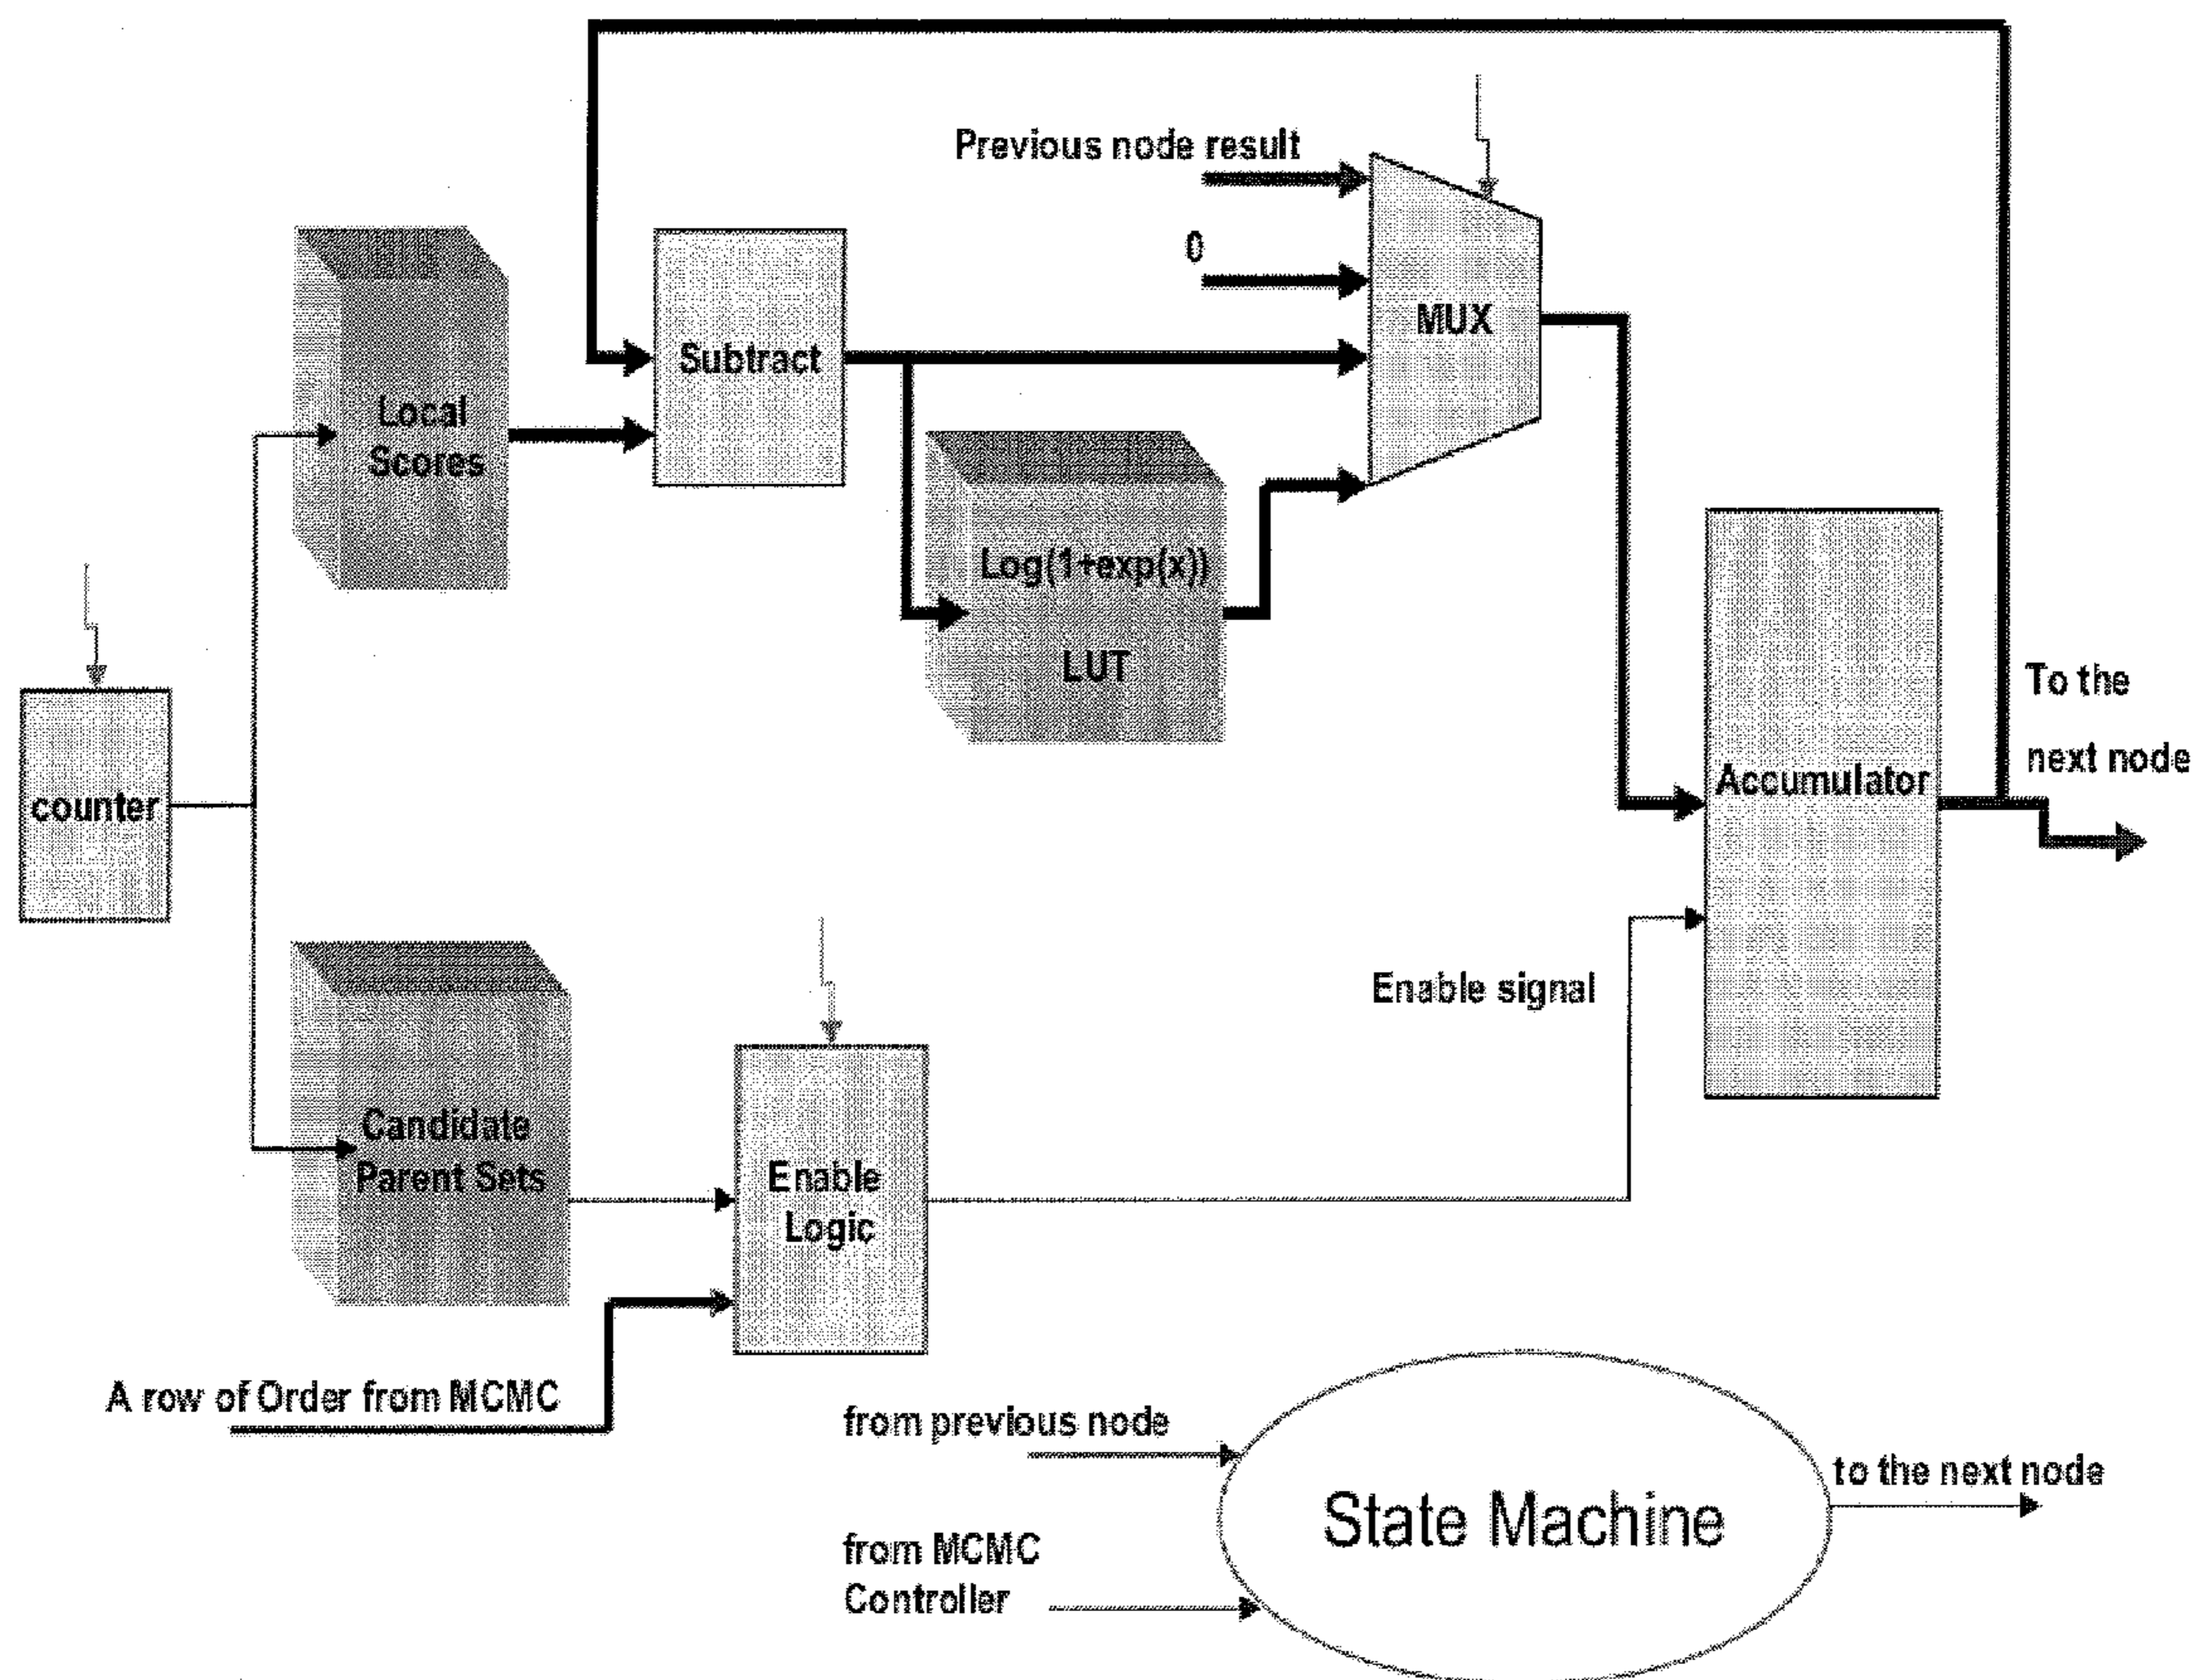 Previous node result
0
MUX
Subtract
Local
Scores
Log(1+exp(x))
LUT
To the
next node
Accumulator
counter
Enable signal
Candidate
Parent Sets
Enable
Logic
A row of Order from MCMC
from previous node
to the next node
State Machine
from MCMC
Controller